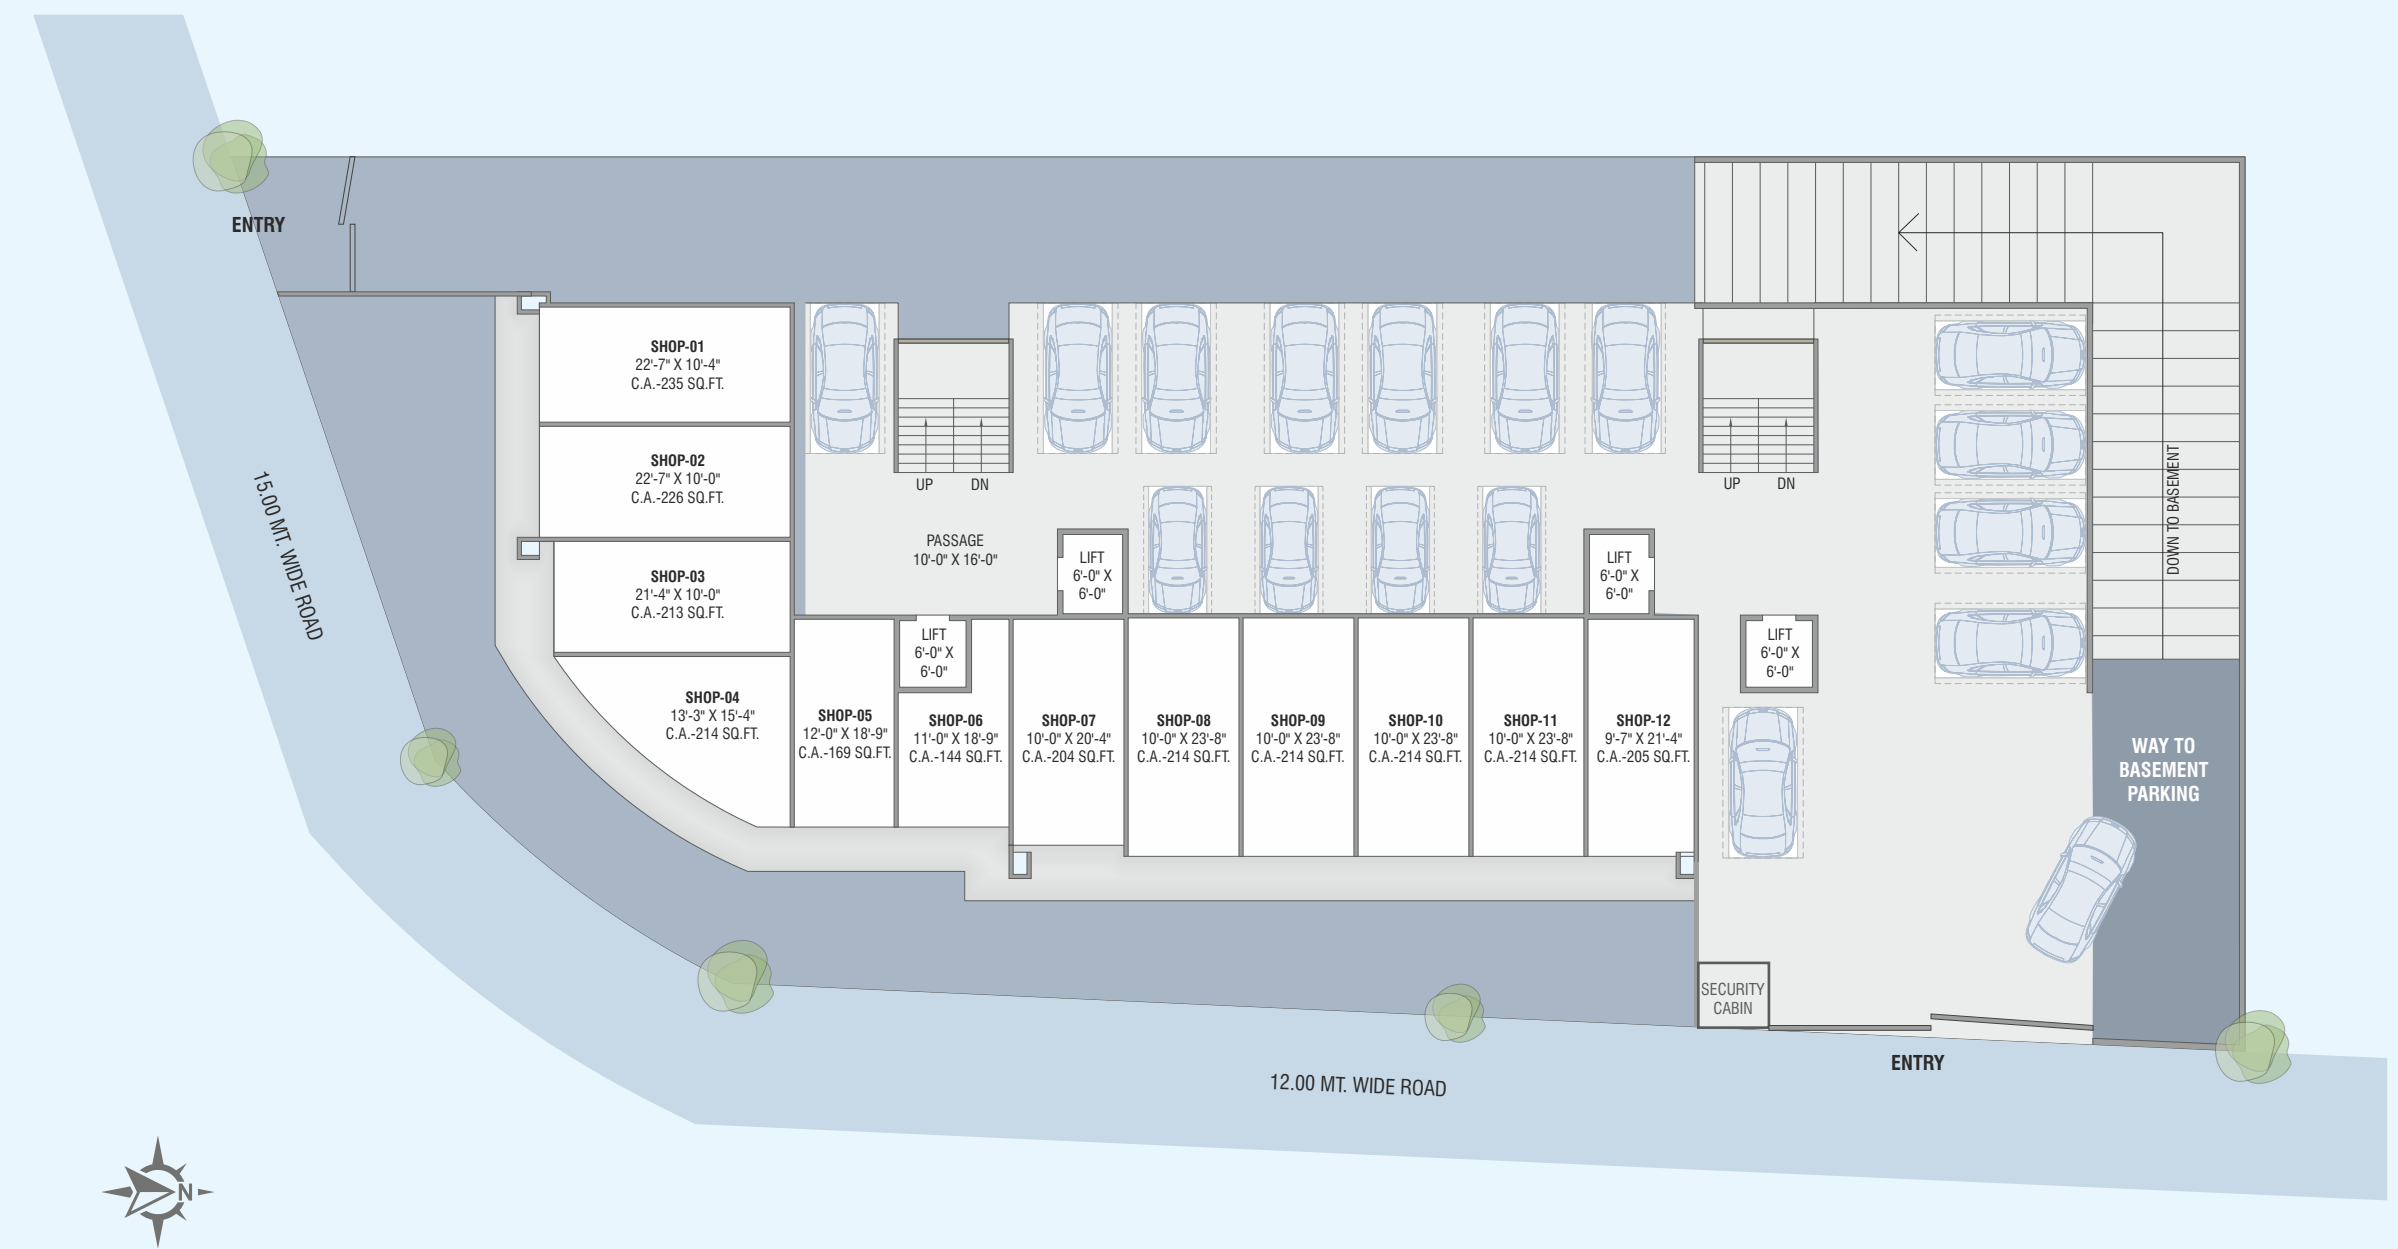 ENTRY
SHOP-01
22'-7" X 10'-4"
C.A.-235 SQ.FT.
SHOP-02
22'-7" X 10'-0"
C.A.-226 SQ.FT.
SHOP-03
21'-4" X 10'-0"
C.A.-213 SQ.FT.
SHOP-04
13'-3" X 15'-4"
C.A.-214 SQ.FT.
15.00 MT. WIDE ROAD
UP
DN
UP
DN
PASSAGE
10'-0" X 16'-0"
LIFT
6'-0" X
6'-0"
LIFT
6'-0" X
6'-0"
LIFT
6'-0" X
6'-0"
LIFT
6'-0" X
6'-0"
DOWN TO BASEMENT
SHOP-05
12'-0" X 18'-9"
C.A.-169 SQ.FT.
SHOP-06
11'-0" X 18'-9"
C.A.-144 SQ.FT.
SHOP-07
10'-0" X 20'-4"
C.A.-204 SQ.FT.
SHOP-08
10'-0" X 23'-8"
C.A.-214 SQ.FT.
SHOP-09
10'-0" X 23'-8"
C.A.-214 SQ.FT.
SHOP-10
10'-0" X 23'-8"
C.A.-214 SQ.FT.
SHOP-11
10'-0" X 23'-8"
C.A.-214 SQ.FT.
SHOP-12
9'-7" X 21'-4"
C.A.-205 SQ.FT.
WAY TO
BASEMENT
PARKING
SECURITY
CABIN
ENTRY
12.00 MT. WIDE ROAD
N